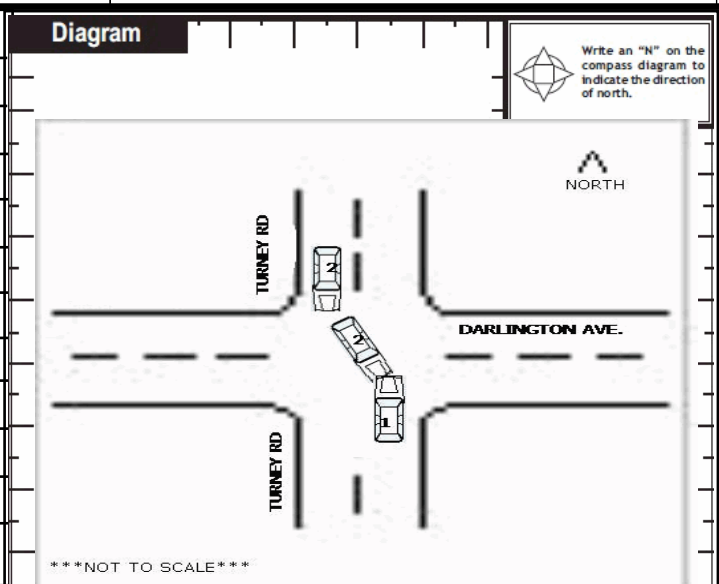 Diagram
Write an “N” on the
compass diagram to
indicate the direction
of north.
NORTH
TURNEY RD
2
DARLINGTON AVE.
2
1
TURNEY RD
***NOT TO SCALE***